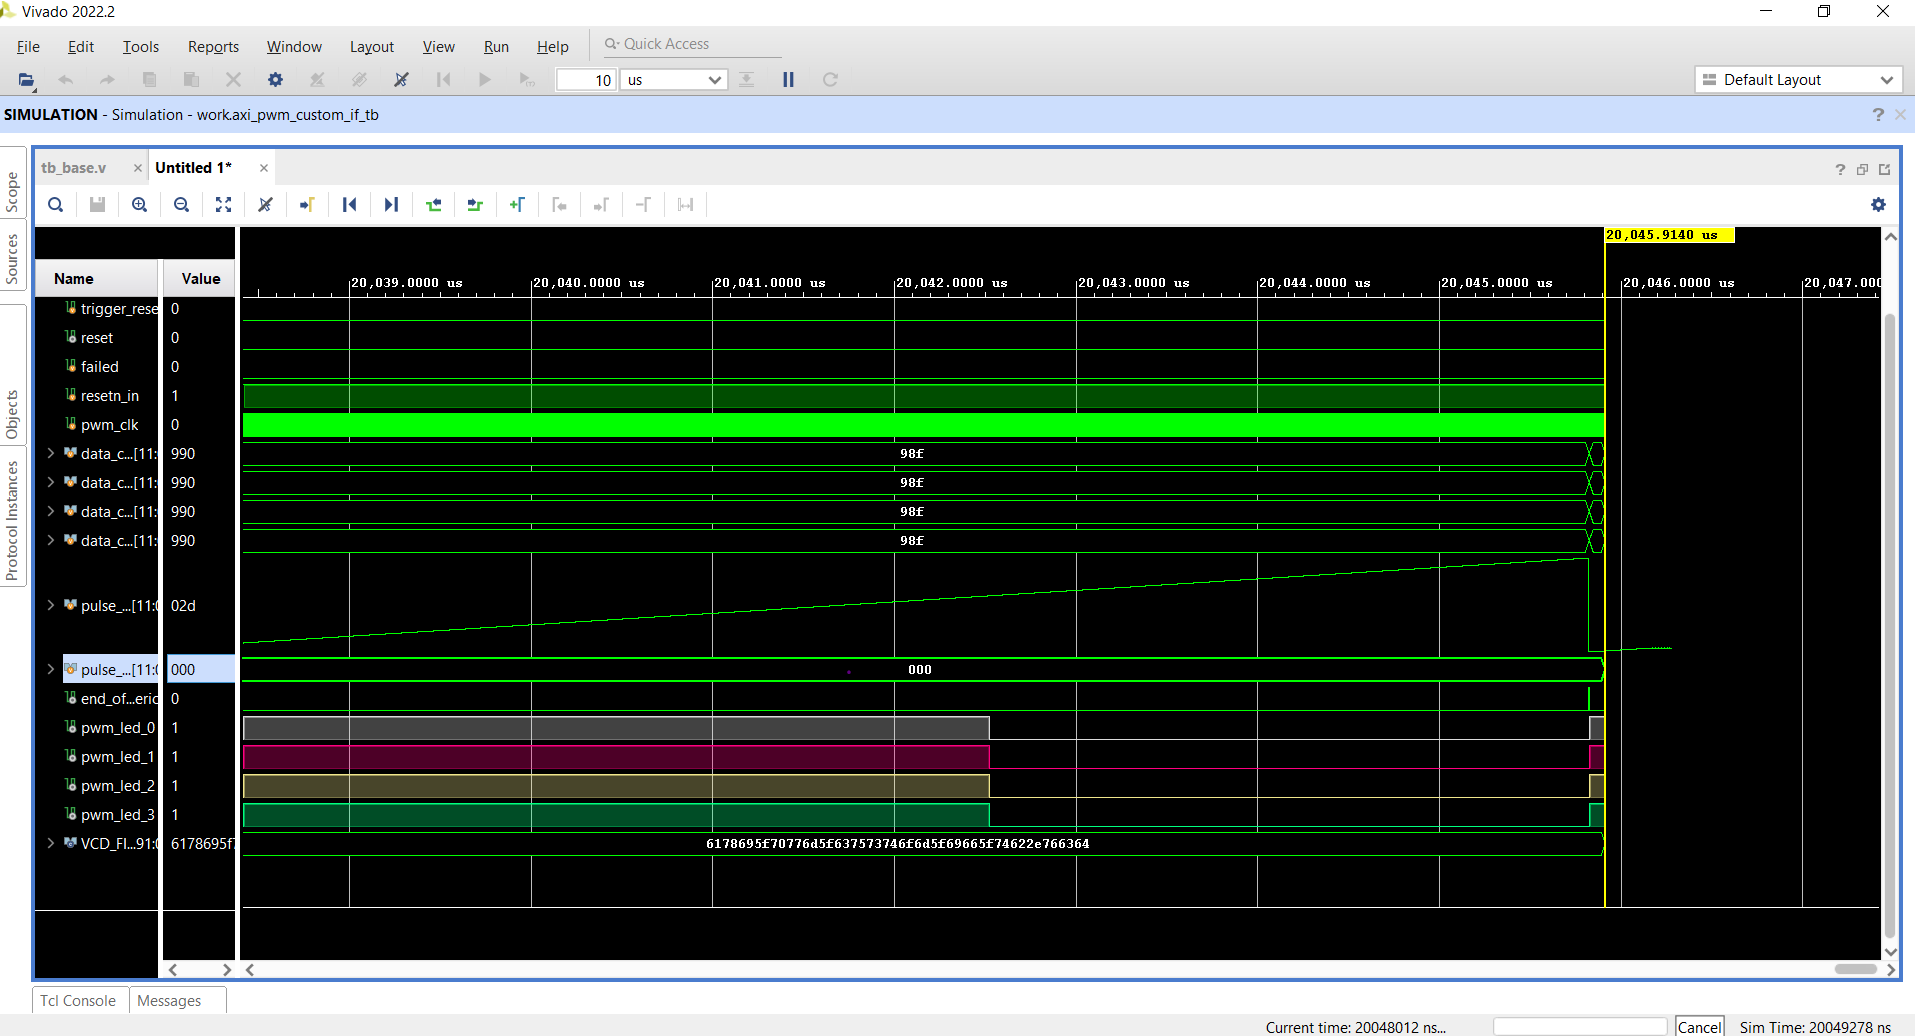 Vivado 2022.2
File Edit Tools Reports Window Layout View Run Help Quick Access
10 us Default Layout
SIMULATION - Simulation - work.axi_pwm_custom_if_tb
Scope
Sources
Objects
Protocol Instances
tb_base.v Untitled 1*
20,045.9140 us
Name Value
20,039.0000 us 20,040.0000 us 20,041.0000 us 20,042.0000 us 20,043.0000 us 20,044.0000 us 20,045.0000 us 20,046.0000 us 20,047.000
trigger_rese 0
reset 0
failed 0
resetn_in 1
pwm_clk 0
data_c...[11: 990 98f
data_c...[11: 990 98f
data_c...[11: 990 98f
data_c...[11: 990 98f
pulse_...[11:0 02d
pulse_...[11:0 000 000
end_of...eric 0
pwm_led_0 1
pwm_led_1 1
pwm_led_2 1
pwm_led_3 1
VCD_FI...91:0 6178695f7 6178695f70776d5f637573746f6d5f69665f74622e766364
Tcl Console Messages
Current time: 20048012 ns... Cancel Sim Time: 20049278 ns